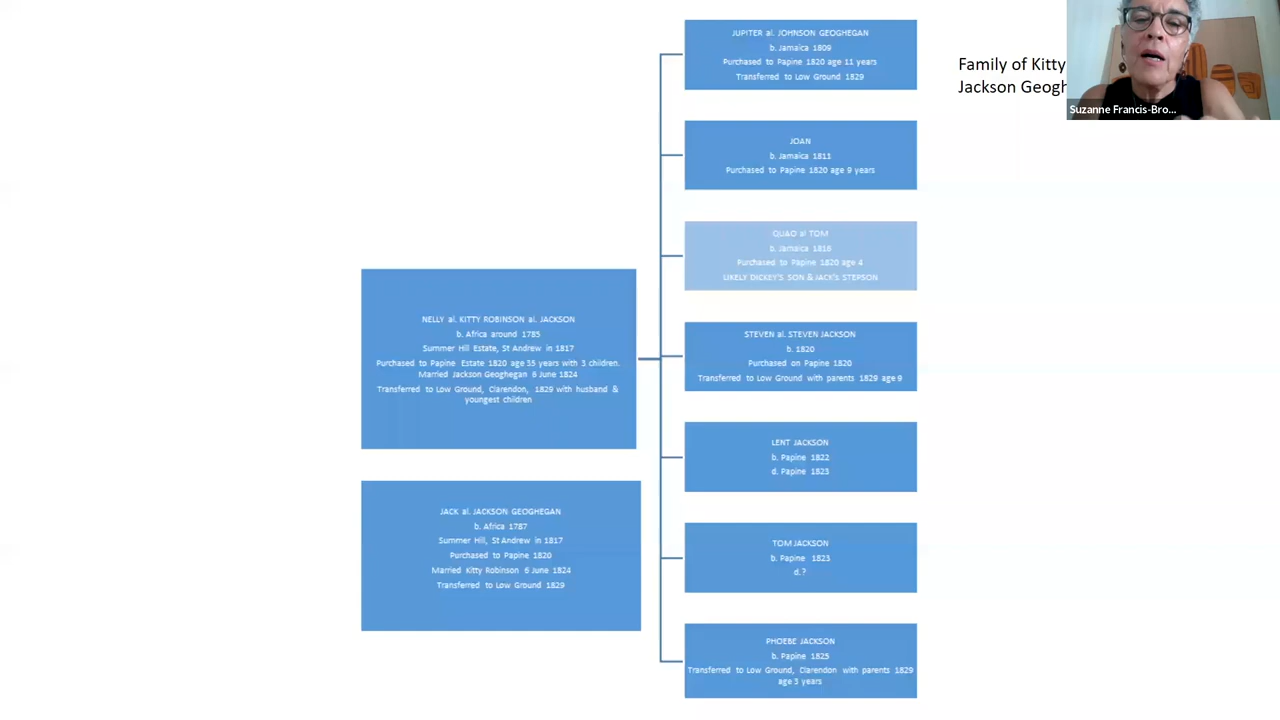 Family of Kitty
Jackson Geogh
Suzanne Francis-Bro...
JUPITER al. JOHNSON GEOGHEGAN
b. Jamaica 1809
Purchased to Papine 1820 age 11 years
Transferred to Low Ground 1829
JOAN
b. Jamaica 1811
Purchased to Papine 1820 age 9 years
QUAO al TOM
b. Jamaica 1816
Purchased to Papine 1820 age 4
LIKELY DICKEY'S SON & JACK'S STEPSON
NELLY al. KITTY ROBINSON al. JACKSON
b. Africa around 1785
Summer Hill Estate, St Andrew in 1817
Purchased to Papine Estate 1820 age 35 years with 3 children.
Married Jackson Geoghegan 6 June 1824
Transferred to Low Ground, Clarendon, 1829 with husband &
youngest children
STEVEN al. STEVEN JACKSON
b. 1820
Purchased on Papine 1820
Transferred to Low Ground with parents 1829 age 9
LENT JACKSON
b. Papine 1822
d. Papine 1823
JACK al. JACKSON GEOGHEGAN
b. Africa 1787
Summer Hill, St Andrew in 1817
Purchased to Papine 1820
Married Kitty Robinson 6 June 1824
Transferred to Low Ground 1829
TOM JACKSON
b. Papine 1823
d.?
PHOEBE JACKSON
b. Papine 1825
Transferred to Low Ground, Clarendon with parents 1829
age 3 years